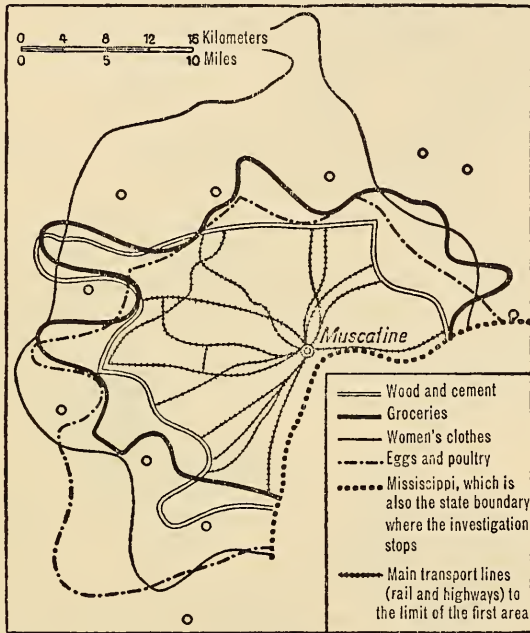 0 4 8 12 16 Kilometers
0 5 10 Miles
Muscatine
Wood and cement
Groceries
Women's clothes
Eggs and poultry
Mississippi, which is
also the state boundary
where the investigation
stops
Main transport lines
(rail and highways) to
the limit of the first area